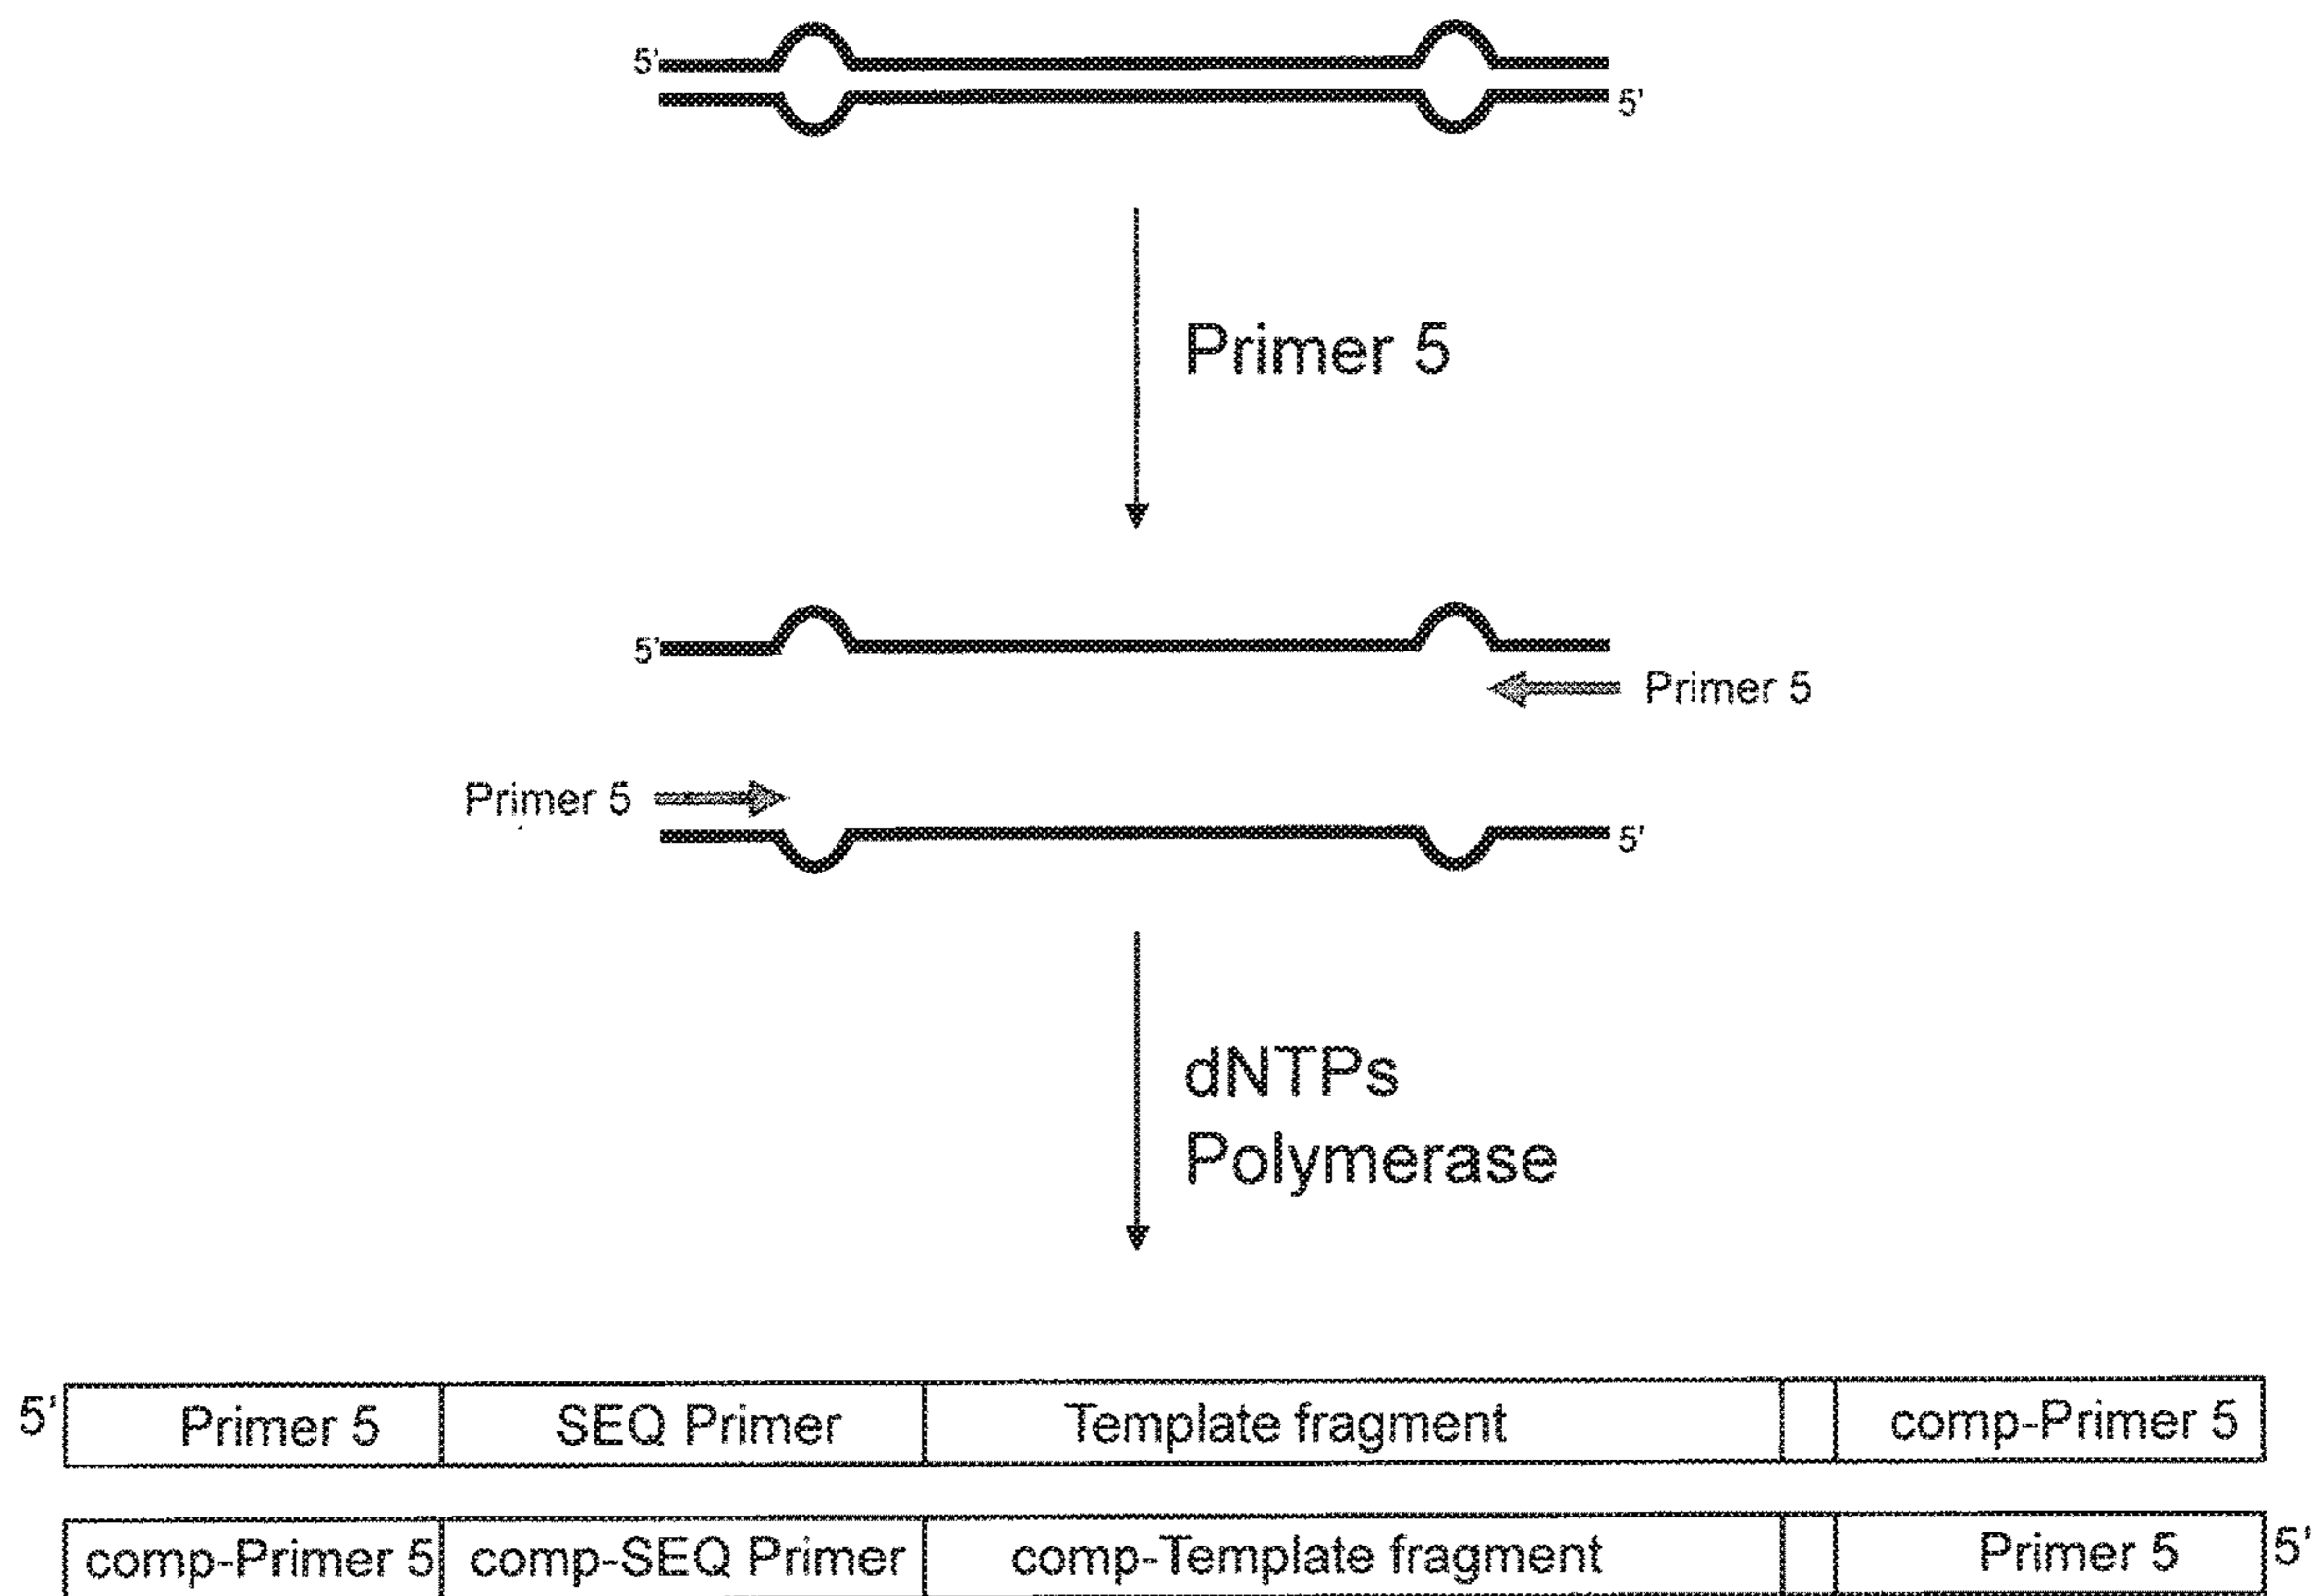 5'
5'
Primer 5
5'
Primer 5
Primer 5
5'
dNTPs
Polymerase
5' Primer 5 SEQ Primer Template fragment comp-Primer 5
comp-Primer 5 comp-SEQ Primer comp-Template fragment Primer 5 5'